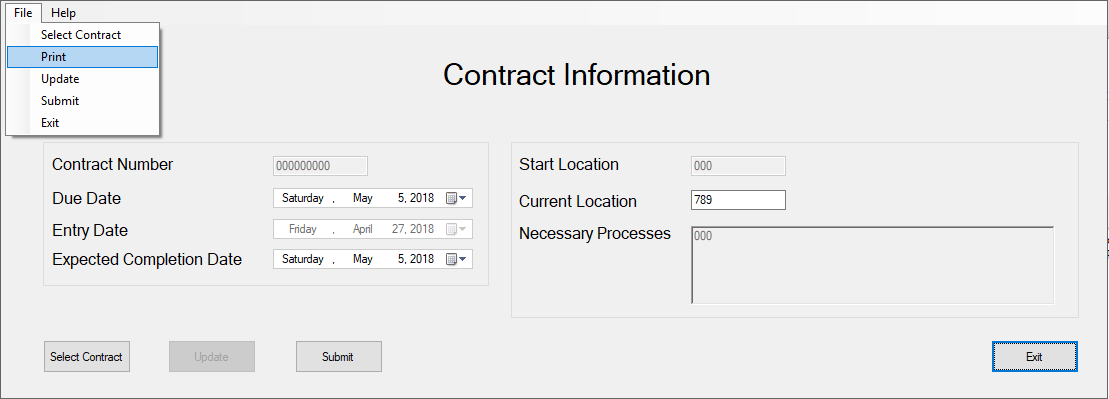 File Help
Select Contract
Print
Update
Submit
Exit
Contract Information
Contract Number 000000000
Due Date Saturday , May 5, 2018
Entry Date Friday , April 27, 2018
Expected Completion Date Saturday , May 5, 2018
Start Location 000
Current Location 789
Necessary Processes 000
Select Contract Update Submit Exit